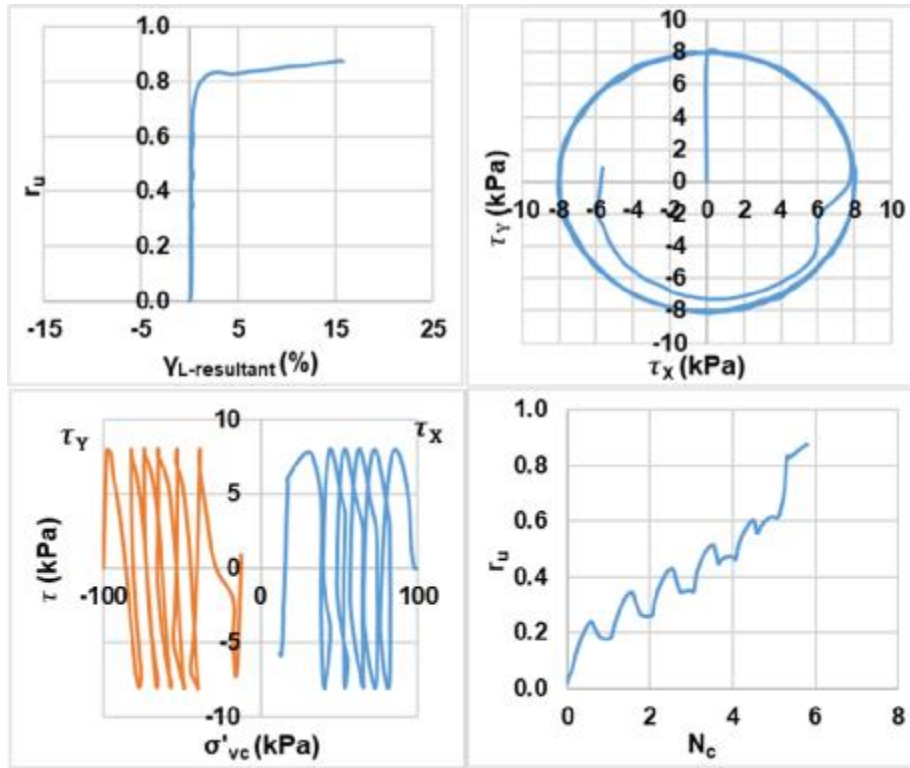 1.0
0.8
0.6
r_u
0.4
0.2
0.0
-15 -5 5 15 25
γ_L-resultant (%)
10
8
6
4
2
0
-10 -8 -6 -4 -2 0 2 4 6 8 10
-2
-4
-6
-8
-10
τ_Y (kPa)
τ_X (kPa)
10
τ_Y τ_X
5
τ (kPa)
0
-100 0 100
-5
-10
σ'_vc (kPa)
1.0
0.8
0.6
r_u
0.4
0.2
0.0
0 2 4 6 8
N_c